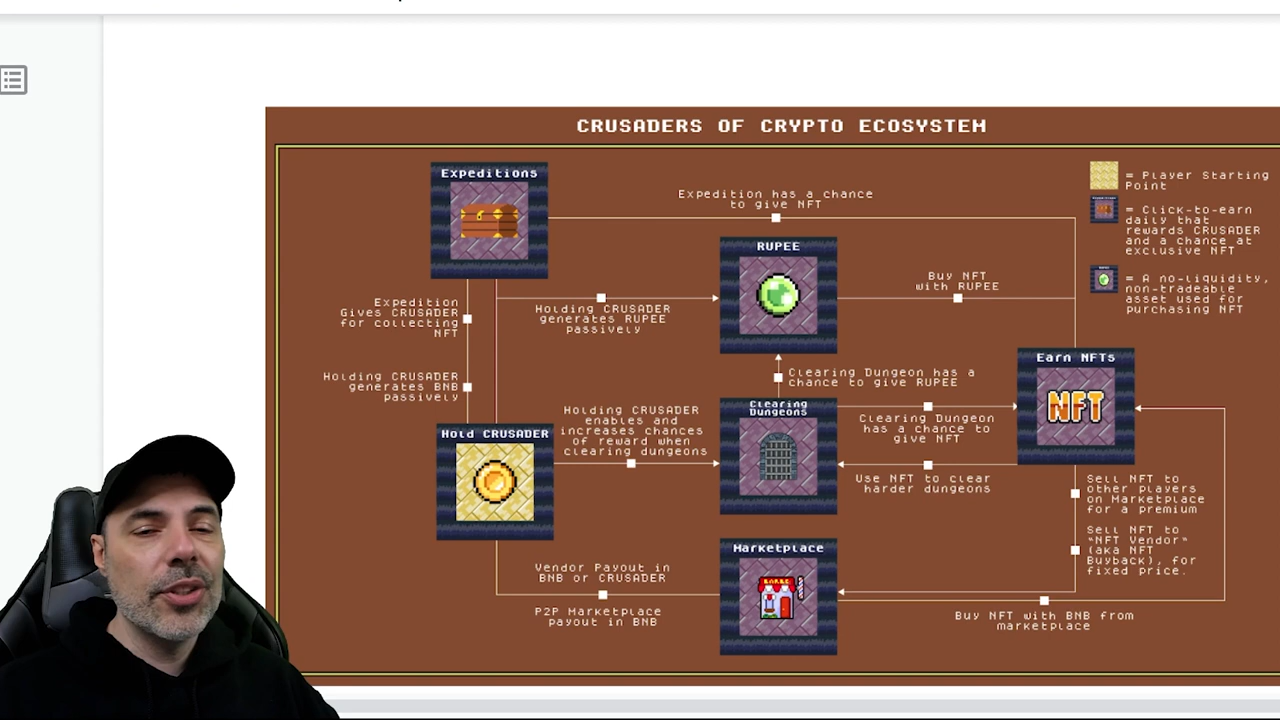 CRUSADERS OF CRYPTO ECOSYSTEM
Expeditions
Expedition has a chance
to give NFT
= Player Starting
Point
= Click-to-earn
daily that
rewards CRUSADER
and a chance at
exclusive NFT
= A no-liquidity,
non-tradeable
asset used for
purchasing NFT
RUPEE
Buy NFT
with RUPEE
Expedition
Gives CRUSADER
for collecting
NFT
Holding CRUSADER
generates RUPEE
passively
Holding CRUSADER
generates BNB
passively
Earn NFTs
NFT
Clearing Dungeon has a
chance to give RUPEE
Clearing
Dungeons
Holding CRUSADER
enables and
increases chances
of reward when
clearing dungeons
Clearing Dungeon
has a chance to
give NFT
Hold CRUSADER
Use NFT to clear
harder dungeons
Sell NFT to
other players
on Marketplace
for a premium
Sell NFT to
"NFT Vendor"
(aka NFT
Buyback), for
fixed price.
Marketplace
Vendor Payout in
BNB or CRUSADER
P2P Marketplace
payout in BNB
Buy NFT with BNB from
marketplace